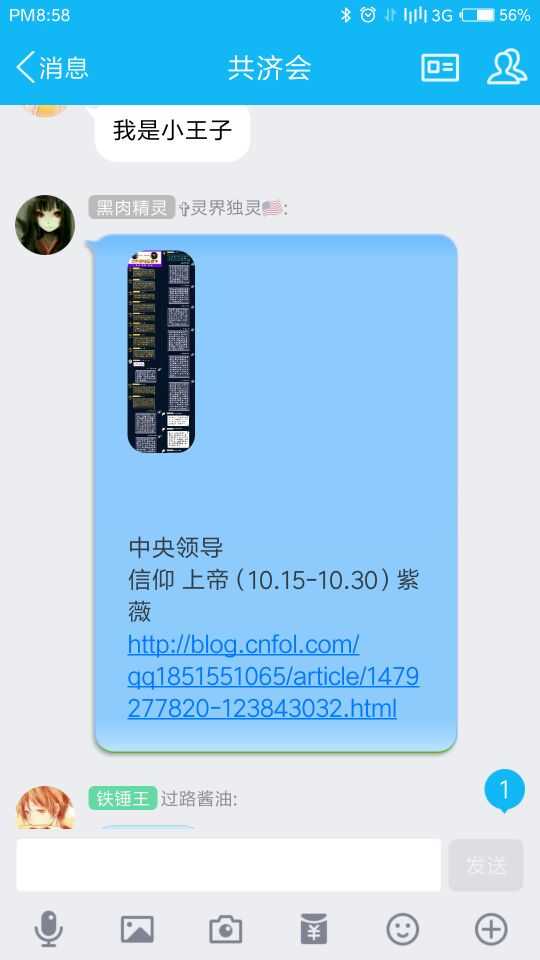 PM8:58
3G
56%
消息
共济会
我是小王子
黑肉精灵 ✞灵界独灵🇺🇸:
中央领导
信仰 上帝（10.15-10.30）紫
薇
http://blog.cnfol.com/
qq1851551065/article/1479
277820-123843032.html
铁锤王 过路酱油:
1
发送